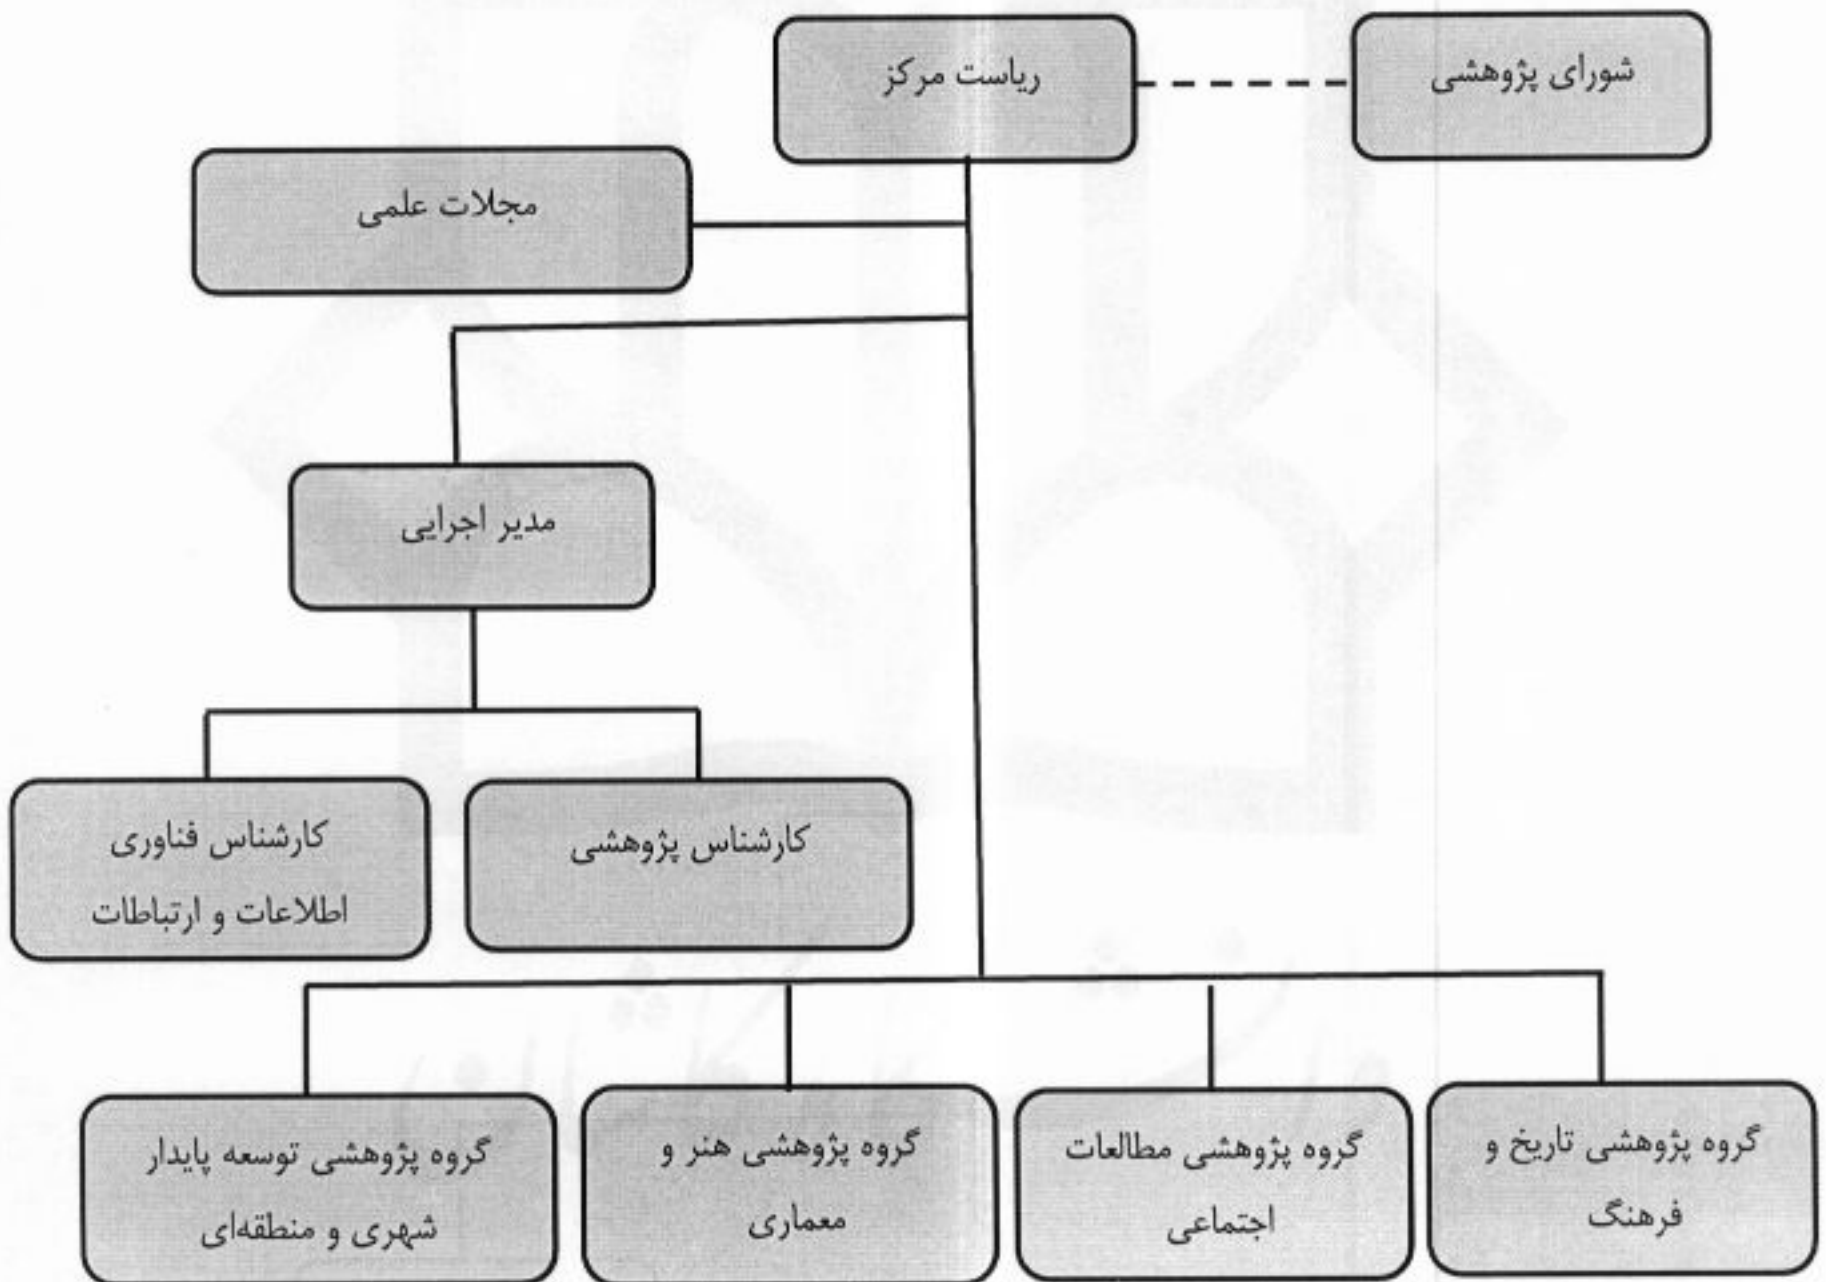 ریاست مرکز
شورای پژوهشی
مجلات علمی
مدیر اجرایی
کارشناس پژوهشی
کارشناس فناوری
اطلاعات و ارتباطات
گروه پژوهشی تاریخ و
فرهنگ
گروه پژوهشی مطالعات
اجتماعی
گروه پژوهشی هنر و
معماری
گروه پژوهشی توسعه پایدار
شهری و منطقه‌ای